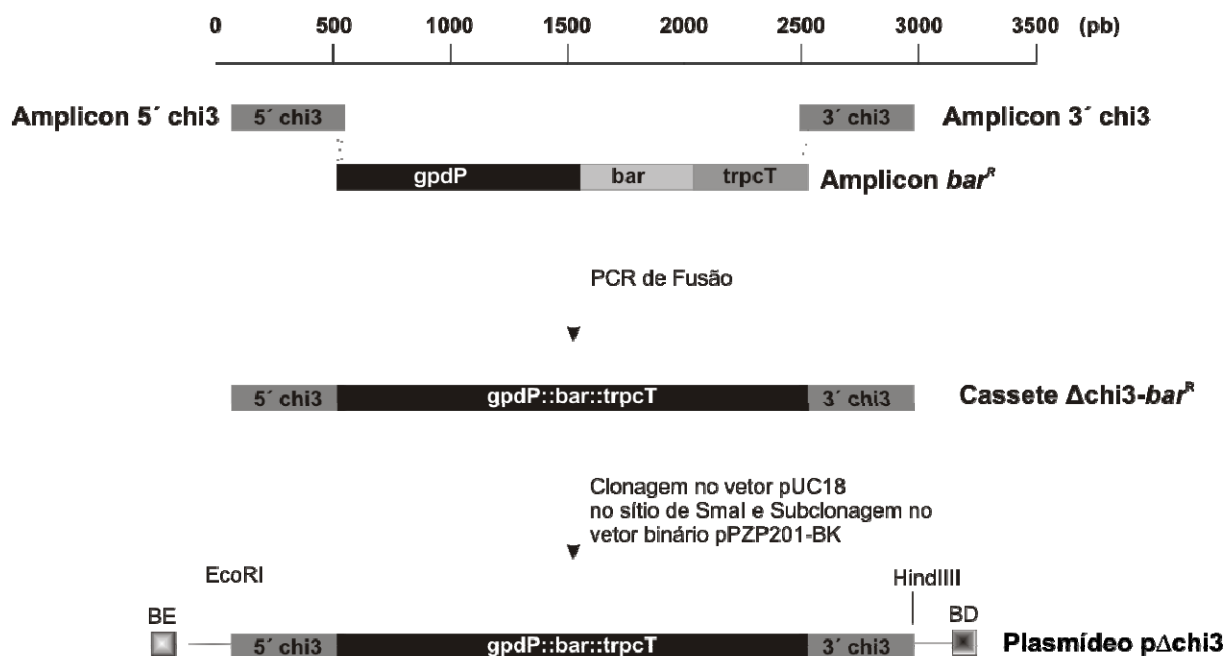 0 500 1000 1500 2000 2500 3000 3500 (pb)
Amplicon 5´ chi3 5´ chi3 3´ chi3 Amplicon 3´ chi3
gpdP bar trpcT Amplicon barᴿ
PCR de Fusão
5´ chi3 gpdP::bar::trpcT 3´ chi3 Cassete Δchi3-barᴿ
Clonagem no vetor pUC18
no sítio de SmaI e Subclonagem no
vetor binário pPZP201-BK
EcoRI HindIIII
BE BD
5´ chi3 gpdP::bar::trpcT 3´ chi3 Plasmídeo pΔchi3